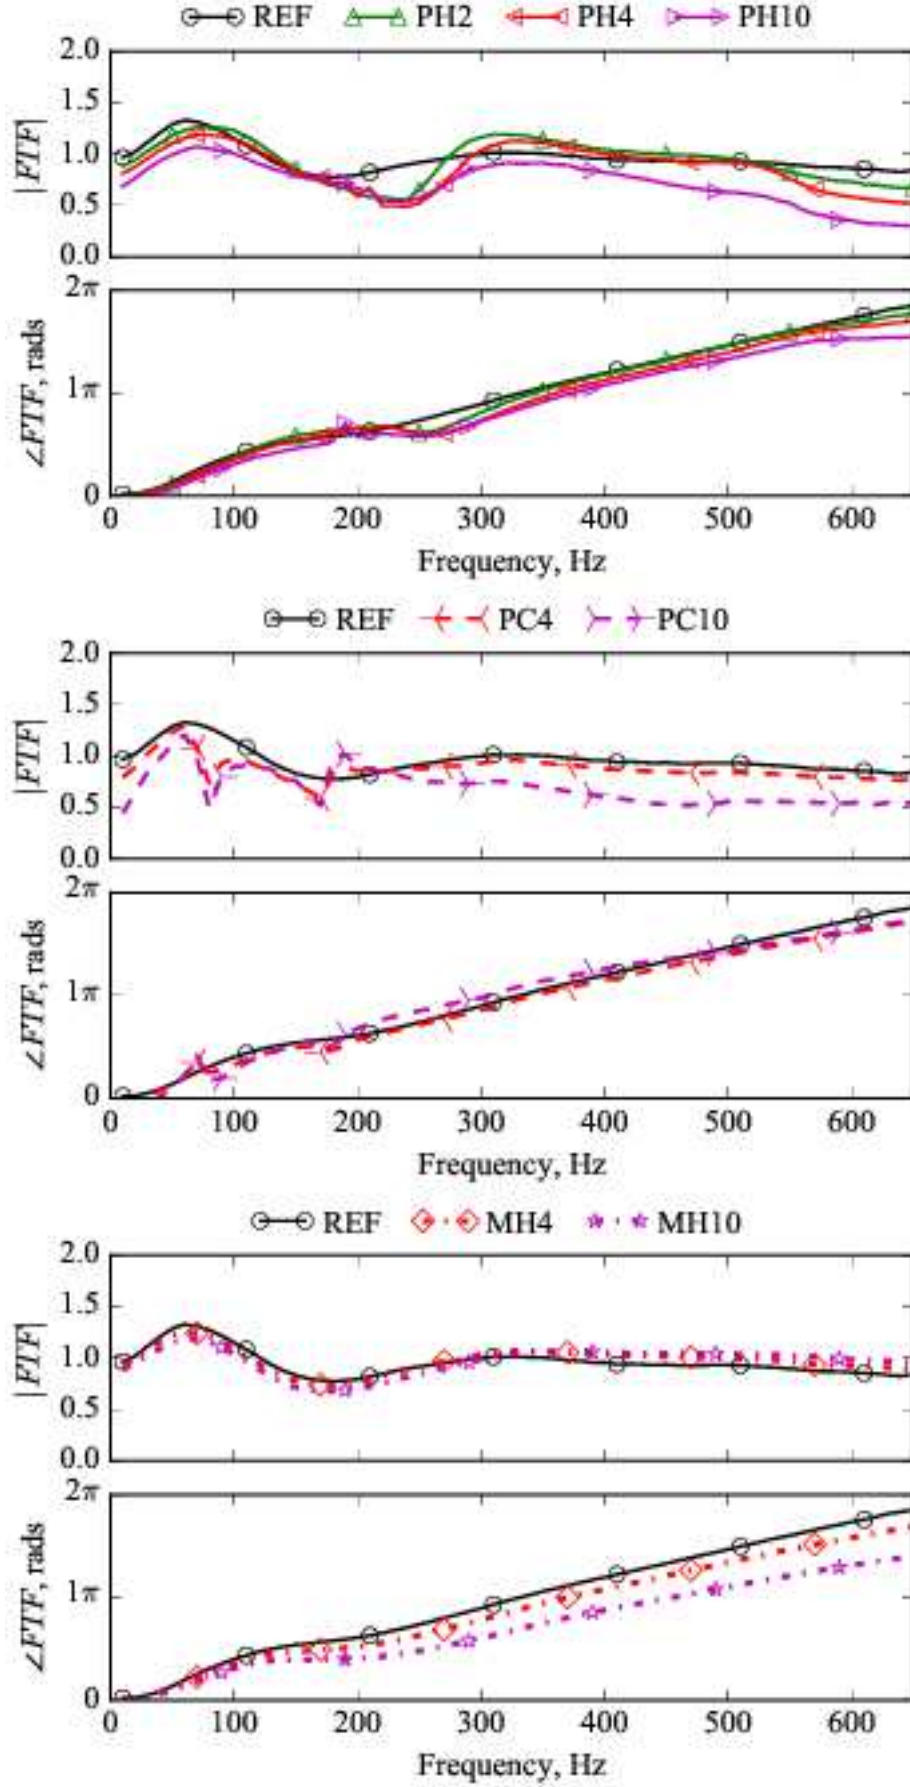 REF PH2 PH4 PH10
2.0
1.5
1.0
0.5
0.0
|FTF|
2π
1π
0
∠FTF, rads
0 100 200 300 400 500 600
Frequency, Hz
REF PC4 PC10
2.0
1.5
1.0
0.5
0.0
|FTF|
2π
1π
0
∠FTF, rads
0 100 200 300 400 500 600
Frequency, Hz
REF MH4 MH10
2.0
1.5
1.0
0.5
0.0
|FTF|
2π
1π
0
∠FTF, rads
0 100 200 300 400 500 600
Frequency, Hz